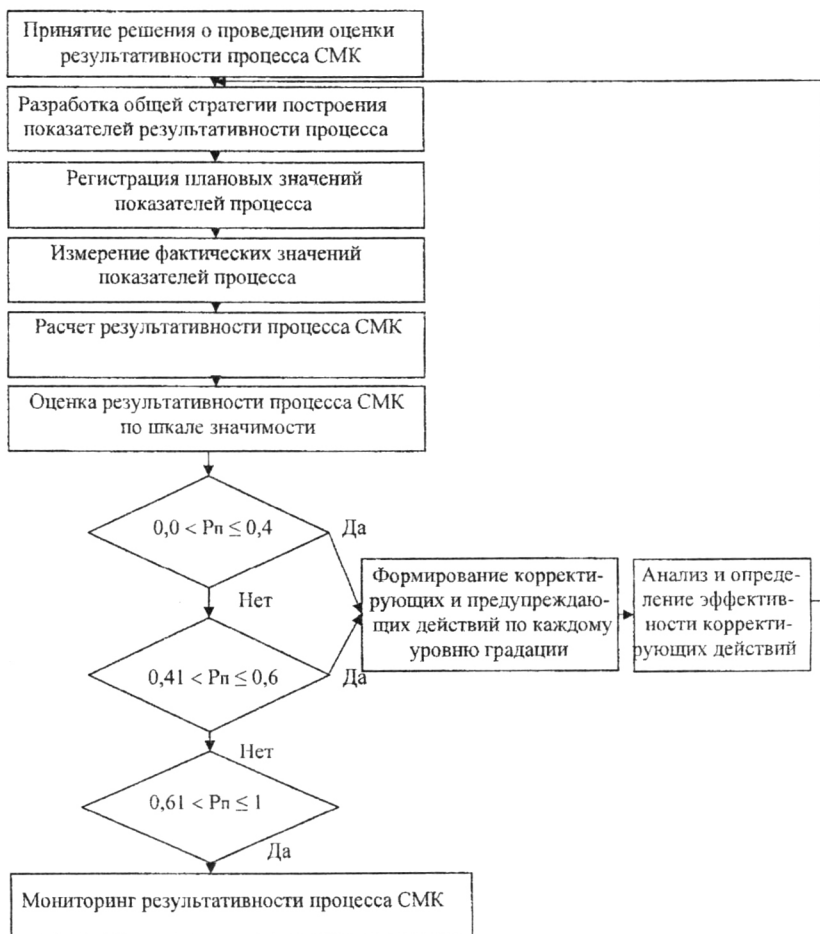 Принятие решения о проведении оценки
результативности процесса СМК
Разработка общей стратегии построения
показателей результативности процесса
Регистрация плановых значений
показателей процесса
Измерение фактических значений
показателей процесса
Расчет результативности процесса СМК
Оценка результативности процесса СМК
по шкале значимости
0,0 < Рп ≤ 0,4
Да
Нет
Формирование корректи-
рующих и предупреждаю-
щих действий по каждому
уровню градации
Анализ и опреде-
ление эффектив-
ности корректи-
рующих действий
0,41 < Рп ≤ 0,6
Да
Нет
0,61 < Рп ≤ 1
Да
Мониторинг результативности процесса СМК